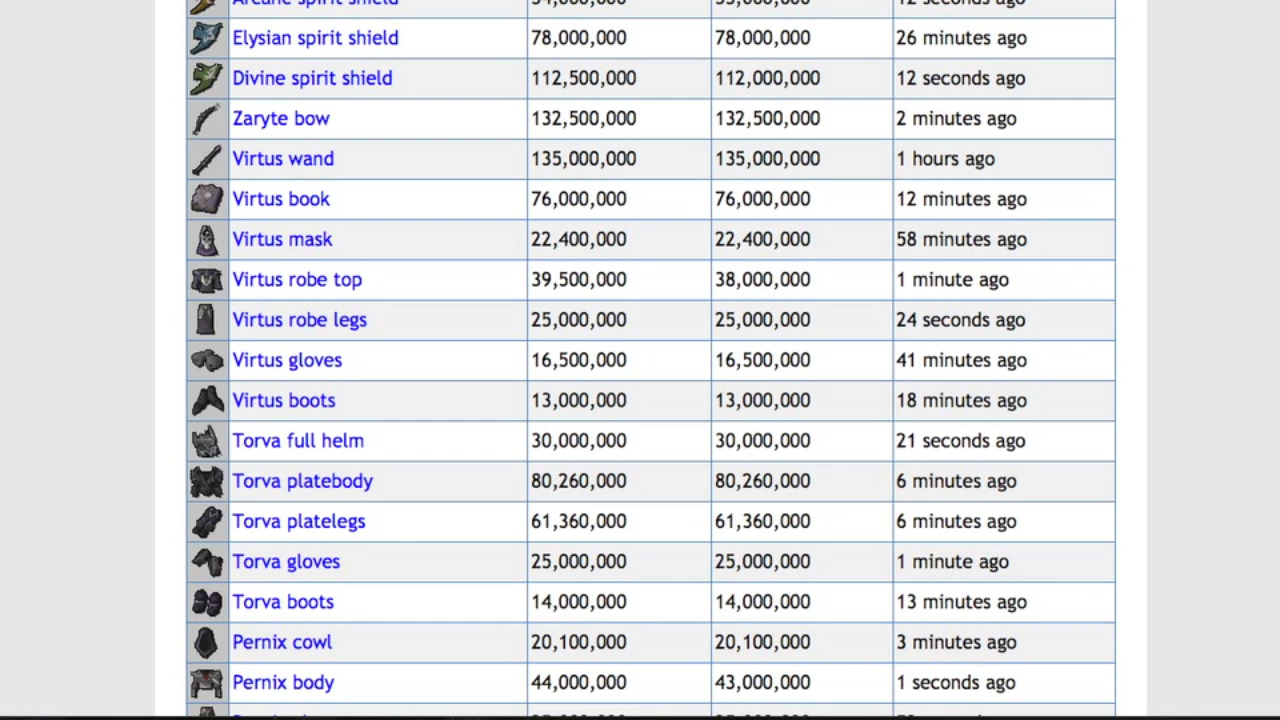 Arcane spirit shield 12 seconds ago
Elysian spirit shield 78,000,000 78,000,000 26 minutes ago
Divine spirit shield 112,500,000 112,000,000 12 seconds ago
Zaryte bow 132,500,000 132,500,000 2 minutes ago
Virtus wand 135,000,000 135,000,000 1 hours ago
Virtus book 76,000,000 76,000,000 12 minutes ago
Virtus mask 22,400,000 22,400,000 58 minutes ago
Virtus robe top 39,500,000 38,000,000 1 minute ago
Virtus robe legs 25,000,000 25,000,000 24 seconds ago
Virtus gloves 16,500,000 16,500,000 41 minutes ago
Virtus boots 13,000,000 13,000,000 18 minutes ago
Torva full helm 30,000,000 30,000,000 21 seconds ago
Torva platebody 80,260,000 80,260,000 6 minutes ago
Torva platelegs 61,360,000 61,360,000 6 minutes ago
Torva gloves 25,000,000 25,000,000 1 minute ago
Torva boots 14,000,000 14,000,000 13 minutes ago
Pernix cowl 20,100,000 20,100,000 3 minutes ago
Pernix body 44,000,000 43,000,000 1 seconds ago